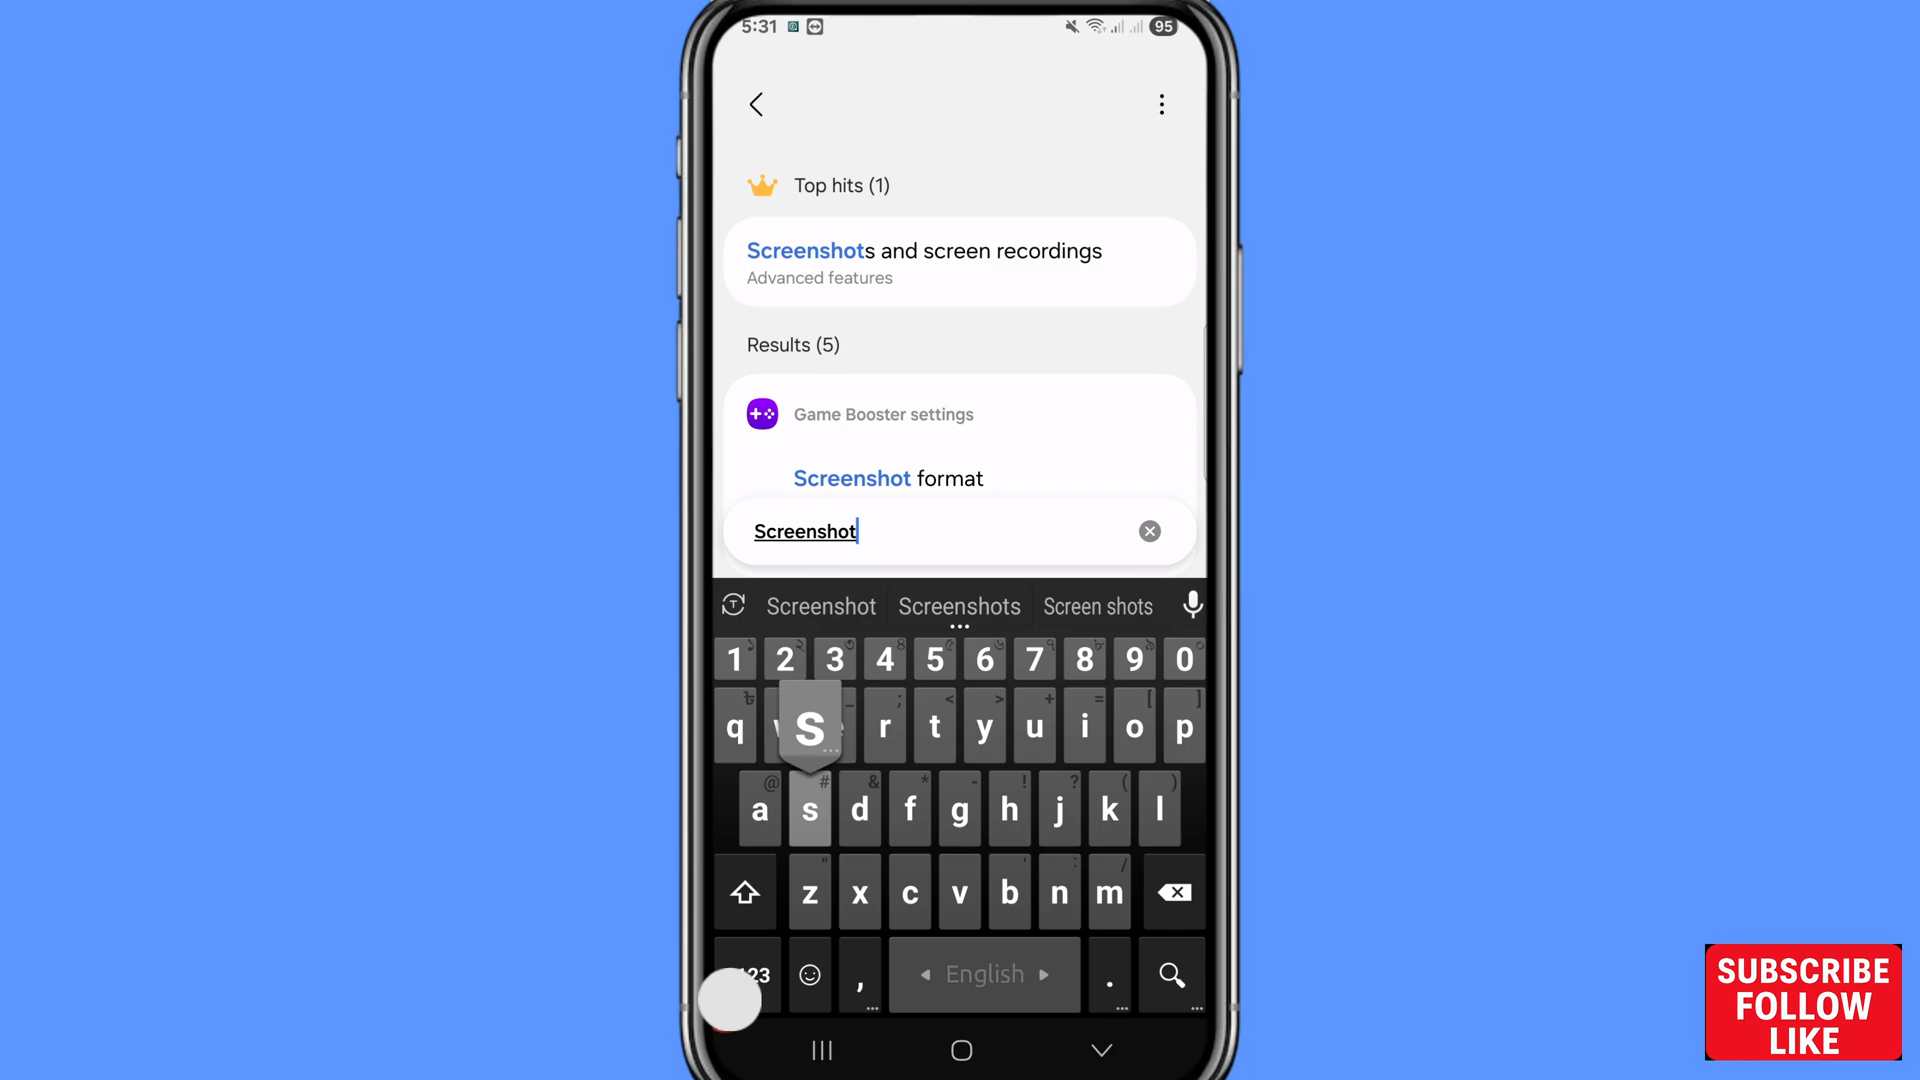 5:31
95
Top hits (1)
Screenshots and screen recordings
Advanced features
Results (5)
Game Booster settings
Screenshot format
Screenshot
Screenshot Screenshots Screen shots
1 2 3 4 5 6 7 8 9 0
q s r t y u i o p
a s d f g h j k l
z x c v b n m
123 , English .
SUBSCRIBE
FOLLOW
LIKE